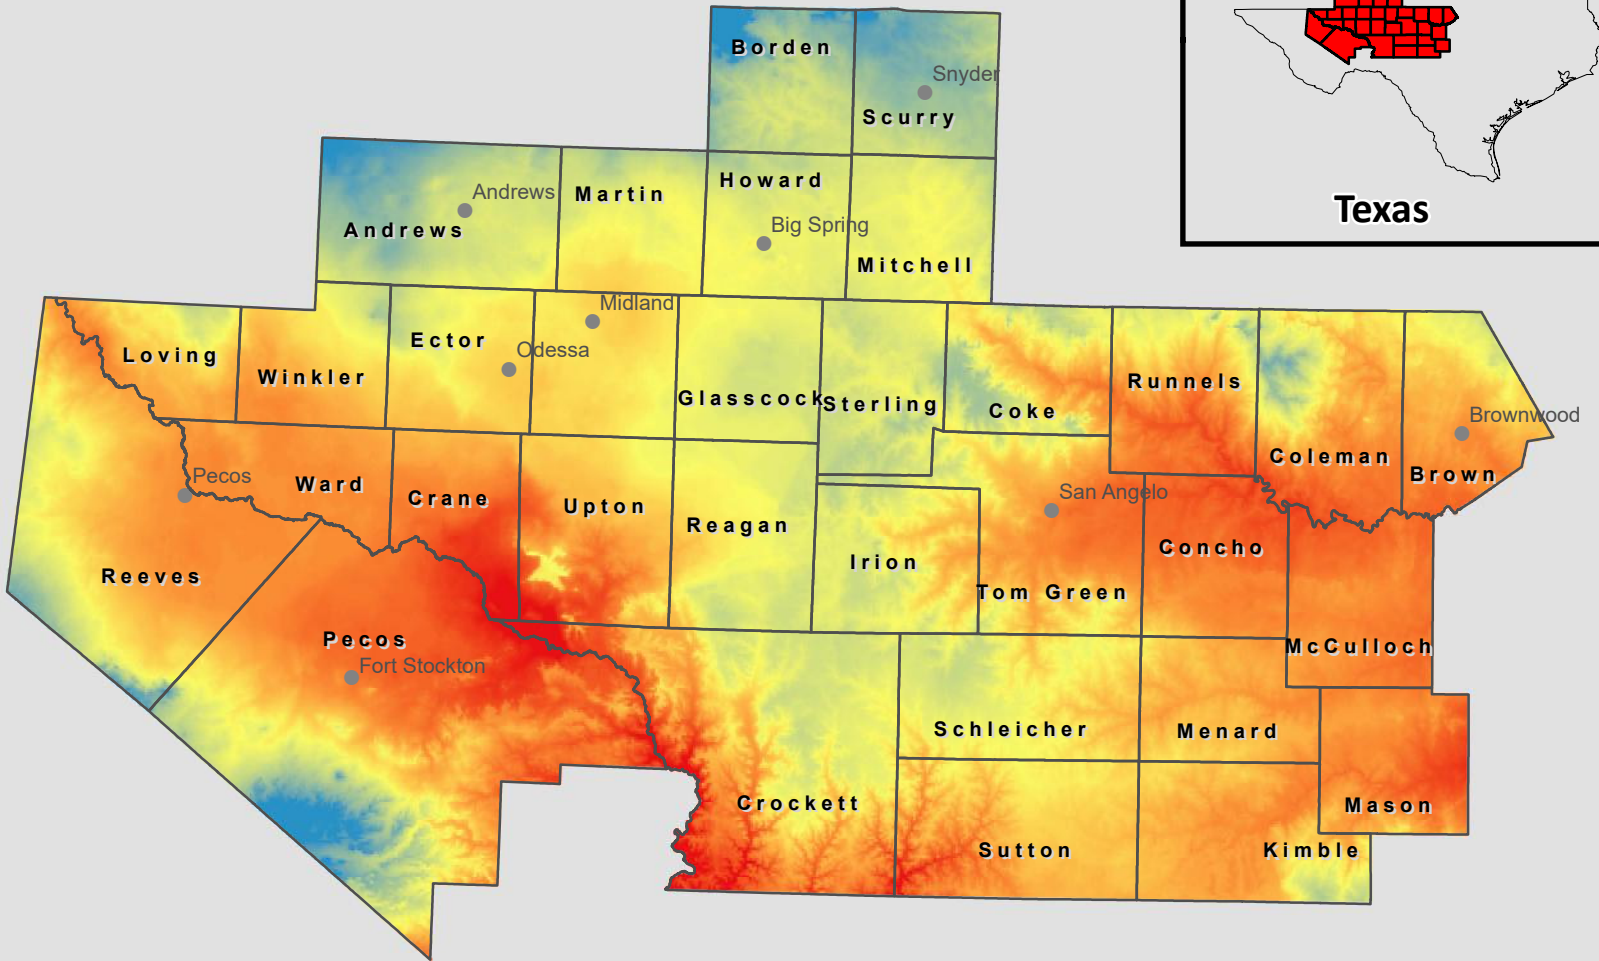 Borden
Snyder
Scurry
Texas
Andrews
Martin
Howard
Andrews
Big Spring
Mitchell
Midland
Ector
Odessa
Loving
Winkler
Glasscock
Sterling
Coke
Runnels
Brownwood
Coleman
Brown
Pecos
Ward
Crane
Upton
Reagan
San Angelo
Irion
Concho
Reeves
Tom Green
Pecos
Fort Stockton
McCulloch
Schleicher
Menard
Crockett
Mason
Sutton
Kimble